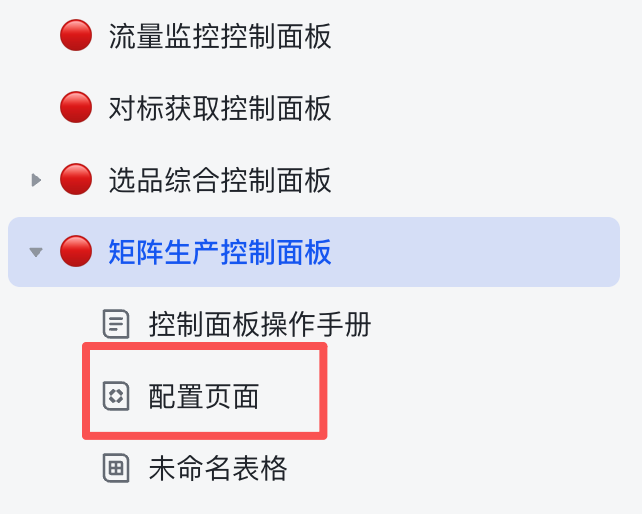 流量监控控制面板
对标获取控制面板
选品综合控制面板
矩阵生产控制面板
控制面板操作手册
配置页面
未命名表格